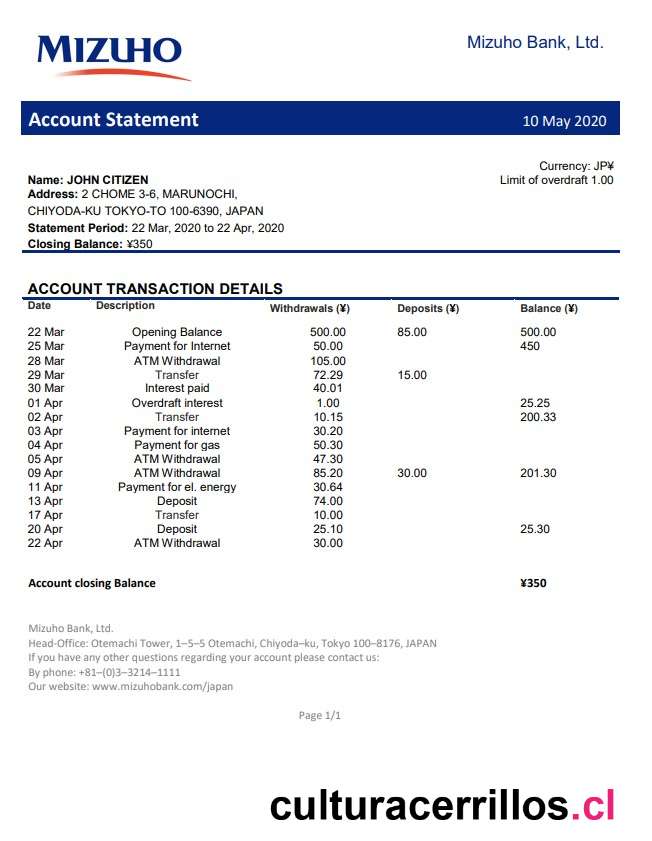 MIZUHO
Mizuho Bank, Ltd.
Account Statement 10 May 2020
Currency: JP¥
Name: JOHN CITIZEN Limit of overdraft 1.00
Address: 2 CHOME 3-6, MARUNOCHI,
CHIYODA-KU TOKYO-TO 100-6390, JAPAN
Statement Period: 22 Mar, 2020 to 22 Apr, 2020
Closing Balance: ¥350
ACCOUNT TRANSACTION DETAILS
Date Description Withdrawals (¥) Deposits (¥) Balance (¥)
22 Mar Opening Balance 500.00 85.00 500.00
25 Mar Payment for Internet 50.00 450
28 Mar ATM Withdrawal 105.00
29 Mar Transfer 72.29 15.00
30 Mar Interest paid 40.01
01 Apr Overdraft interest 1.00 25.25
02 Apr Transfer 10.15 200.33
03 Apr Payment for internet 30.20
04 Apr Payment for gas 50.30
05 Apr ATM Withdrawal 47.30
09 Apr ATM Withdrawal 85.20 30.00 201.30
11 Apr Payment for el. energy 30.64
13 Apr Deposit 74.00
17 Apr Transfer 10.00
20 Apr Deposit 25.10 25.30
22 Apr ATM Withdrawal 30.00
Account closing Balance ¥350
Mizuho Bank, Ltd.
Head-Office: Otemachi Tower, 1–5–5 Otemachi, Chiyoda–ku, Tokyo 100–8176, JAPAN
If you have any other questions regarding your account please contact us:
By phone: +81–(0)3–3214–1111
Our website: www.mizuhobank.com/japan
Page 1/1
culturacerrillos.cl